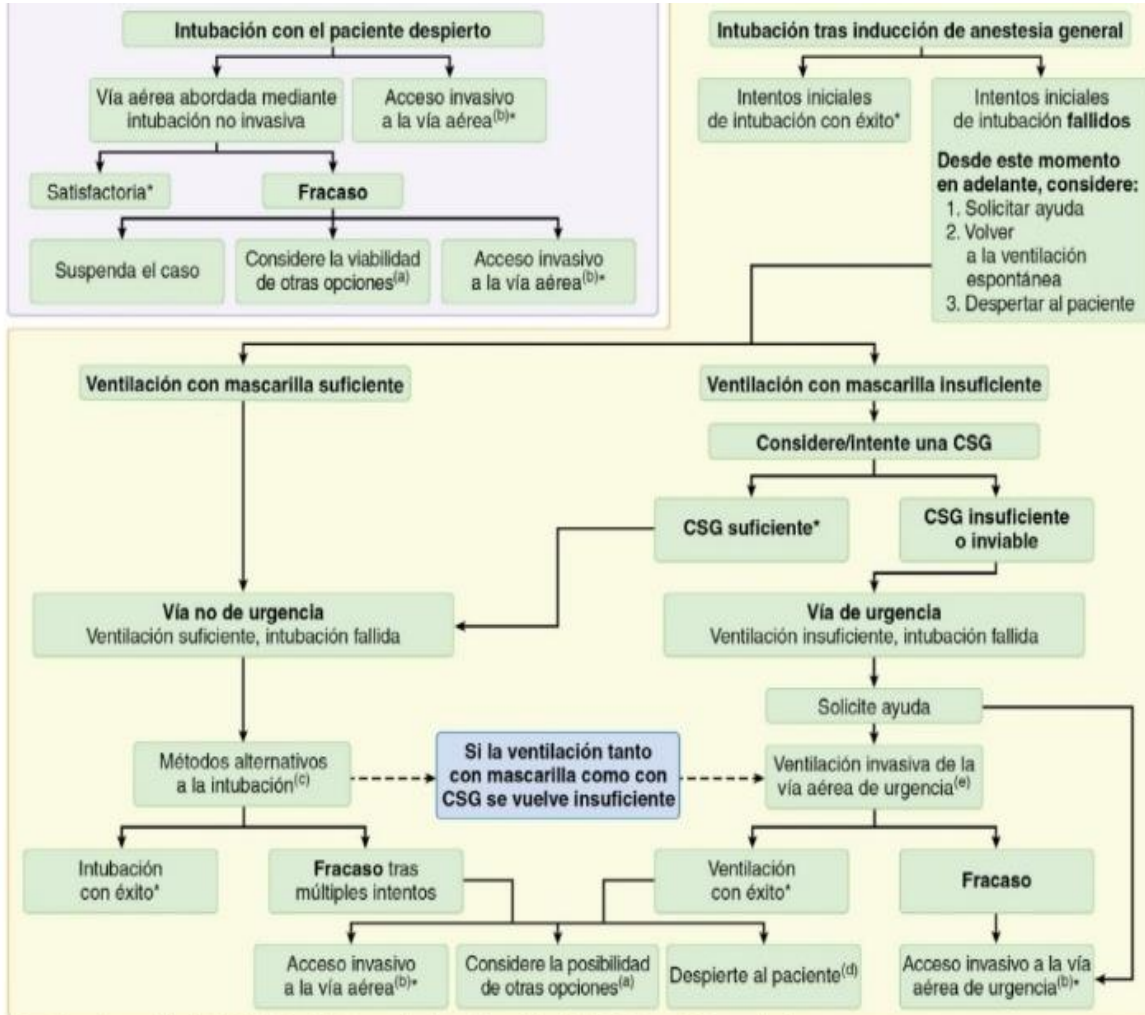 Intubación con el paciente despierto
Vía aérea abordada mediante
intubación no invasiva
Acceso invasivo
a la vía aérea(b)*
Satisfactoria*
Fracaso
Suspenda el caso
Considere la viabilidad
de otras opciones(a)
Acceso invasivo
a la vía aérea(b)*
Intubación tras inducción de anestesia general
Intentos iniciales
de intubación con éxito*
Intentos iniciales
de intubación fallidos
Desde este momento
en adelante, considere:
1. Solicitar ayuda
2. Volver
a la ventilación
espontánea
3. Despertar al paciente
Ventilación con mascarilla suficiente
Ventilación con mascarilla insuficiente
Considere/intente una CSG
CSG suficiente*
CSG insuficiente
o inviable
Vía no de urgencia
Ventilación suficiente, intubación fallida
Vía de urgencia
Ventilación insuficiente, intubación fallida
Solicite ayuda
Métodos alternativos
a la intubación(c)
Si la ventilación tanto
con mascarilla como con
CSG se vuelve insuficiente
Ventilación invasiva de la
vía aérea de urgencia(e)
Intubación
con éxito*
Fracaso tras
múltiples intentos
Ventilación
con éxito*
Fracaso
Acceso invasivo
a la vía aérea(b)*
Considere la posibilidad
de otras opciones(a)
Despierte al paciente(d)
Acceso invasivo a la vía
aérea de urgencia(b)*